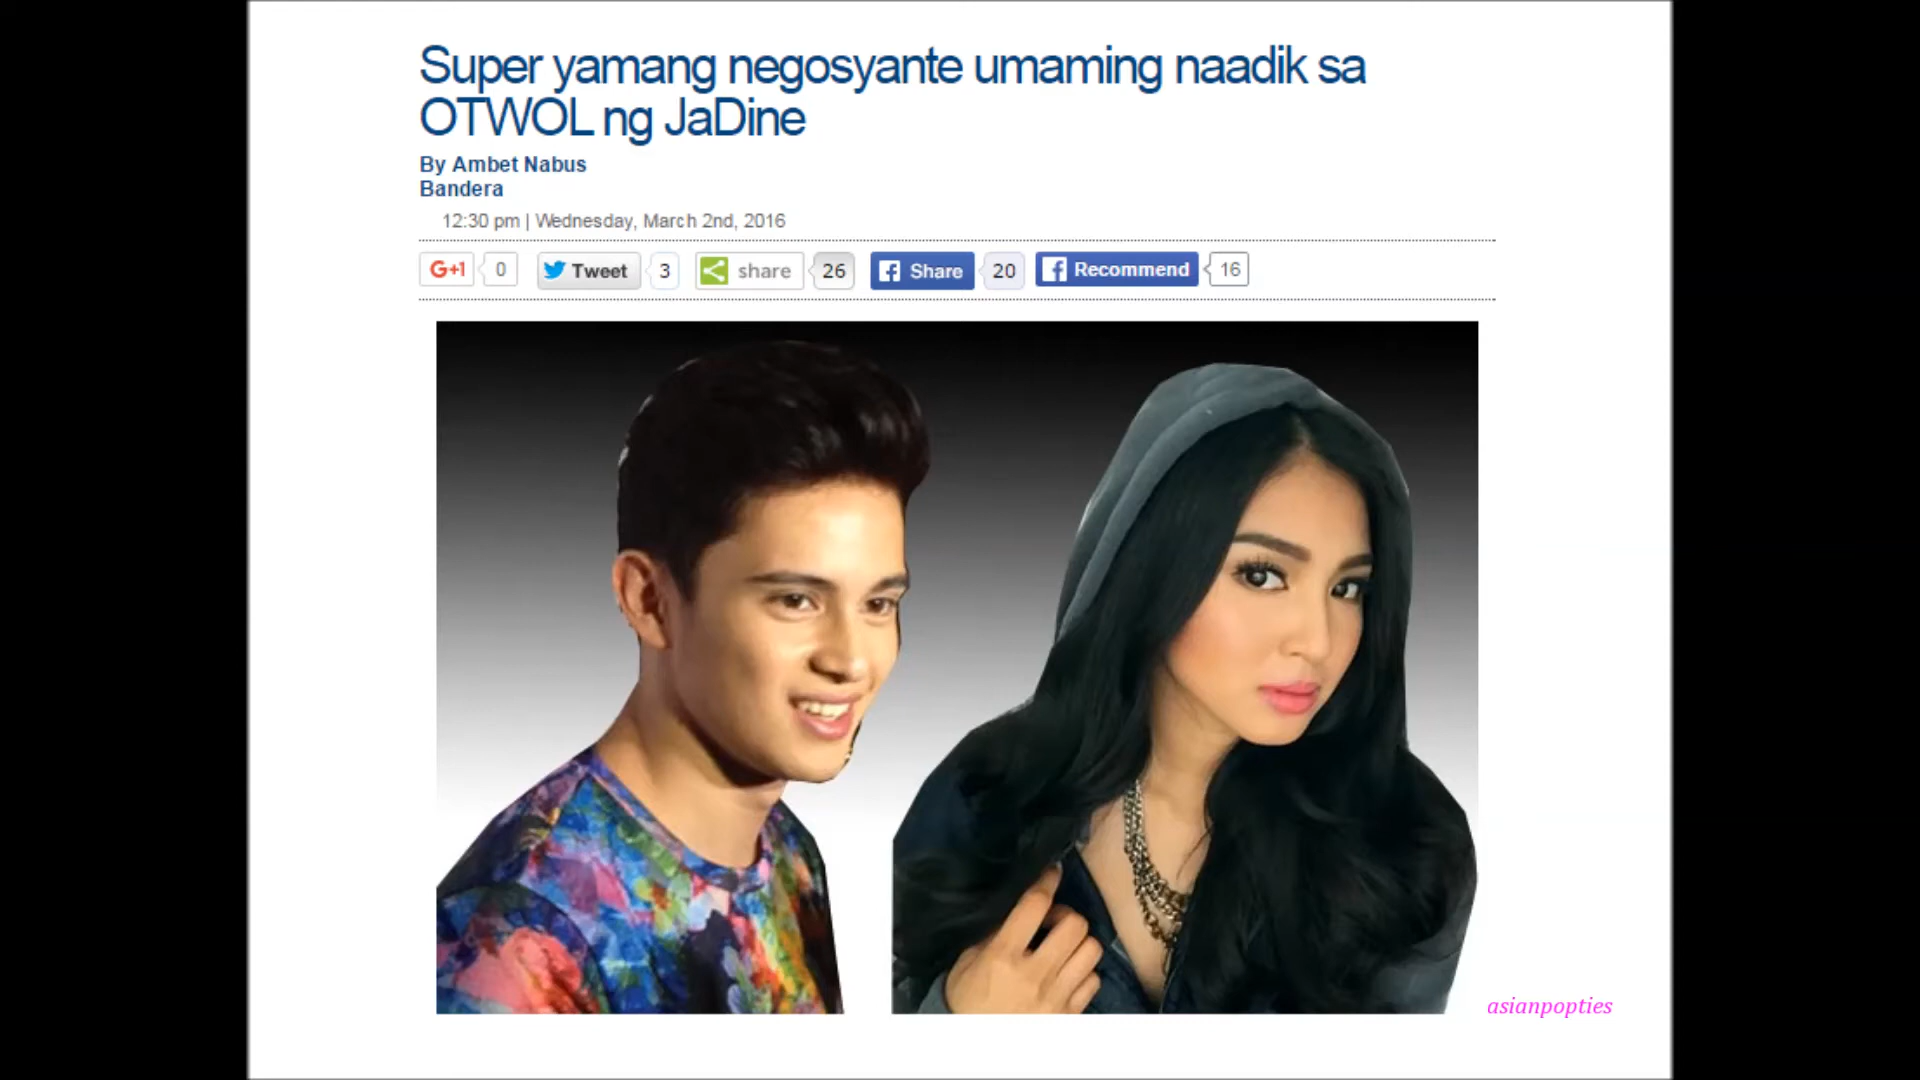 Super yamang negosyante umaming naadik sa
OTWOL ng JaDine
By Ambet Nabus
Bandera
12:30 pm | Wednesday, March 2nd, 2016
G+1 0 Tweet 3 share 26 Share 20 Recommend 16
asianpopties